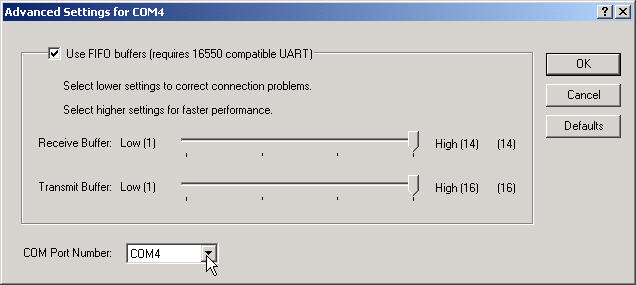 Advanced Settings for COM4
Use FIFO buffers (requires 16550 compatible UART)
OK
Select lower settings to correct connection problems.
Cancel
Select higher settings for faster performance.
Defaults
Receive Buffer: Low (1) High (14) (14)
Transmit Buffer: Low (1) High (16) (16)
COM Port Number: COM4